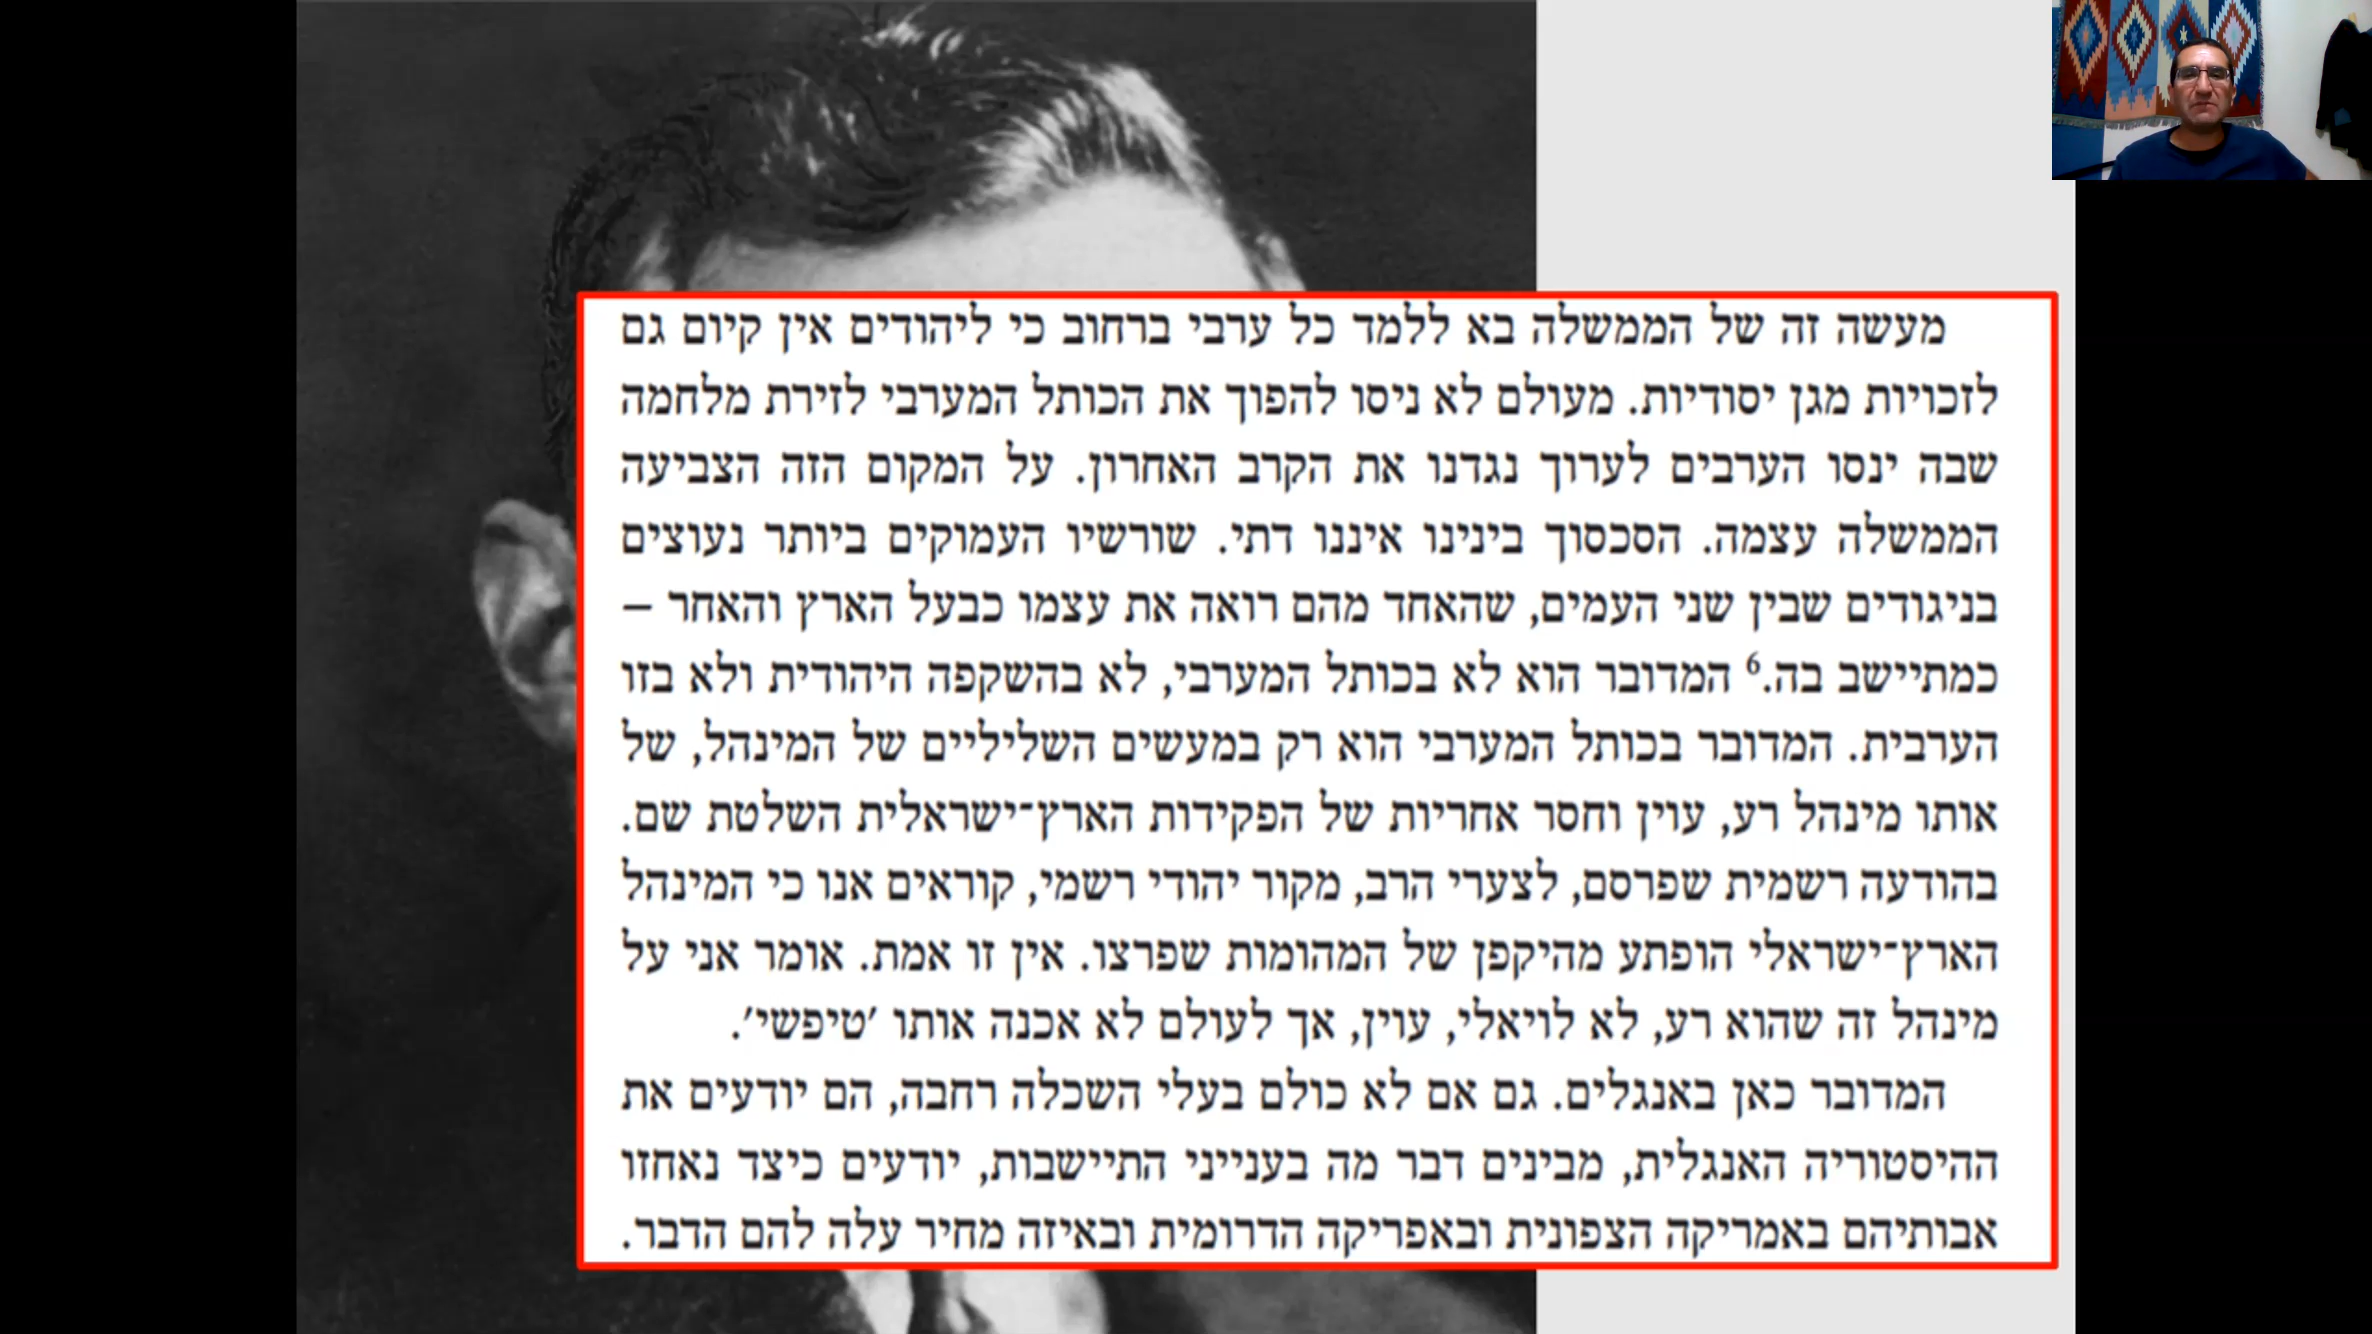 מעשה זה של הממשלה בא ללמד כל ערבי ברחוב כי ליהודים אין קיום גם
לזכויות מגן יסודיות. מעולם לא ניסו להפוך את הכותל המערבי לזירת מלחמה
שבה ינסו הערבים לערוך נגדנו את הקרב האחרון. על המקום הזה הצביעה
הממשלה עצמה. הסכסוך בינינו איננו דתי. שורשיו העמוקים ביותר נעוצים
בניגודים שבין שני העמים, שהאחד מהם רואה את עצמו כבעל הארץ והאחר –
כמתיישב בה.⁶ המדובר הוא לא בכותל המערבי, לא בהשקפה היהודית ולא בזו
הערבית. המדובר בכותל המערבי הוא רק במעשים השליליים של המינהל, של
אותו מינהל רע, עוין וחסר אחריות של הפקידות הארץ־ישראלית השלטת שם.
בהודעה רשמית שפרסם, לצערי הרב, מקור יהודי רשמי, קוראים אנו כי המינהל
הארץ־ישראלי הופתע מהיקפן של המהומות שפרצו. אין זו אמת. אומר אני על
מינהל זה שהוא רע, לא לויאלי, עוין, אך לעולם לא אכנה אותו ׳טיפשי׳.
המדובר כאן באנגלים. גם אם לא כולם בעלי השכלה רחבה, הם יודעים את
ההיסטוריה האנגלית, מבינים דבר מה בענייני התיישבות, יודעים כיצד נאחזו
אבותיהם באמריקה הצפונית ובאפריקה הדרומית ובאיזה מחיר עלה להם הדבר.